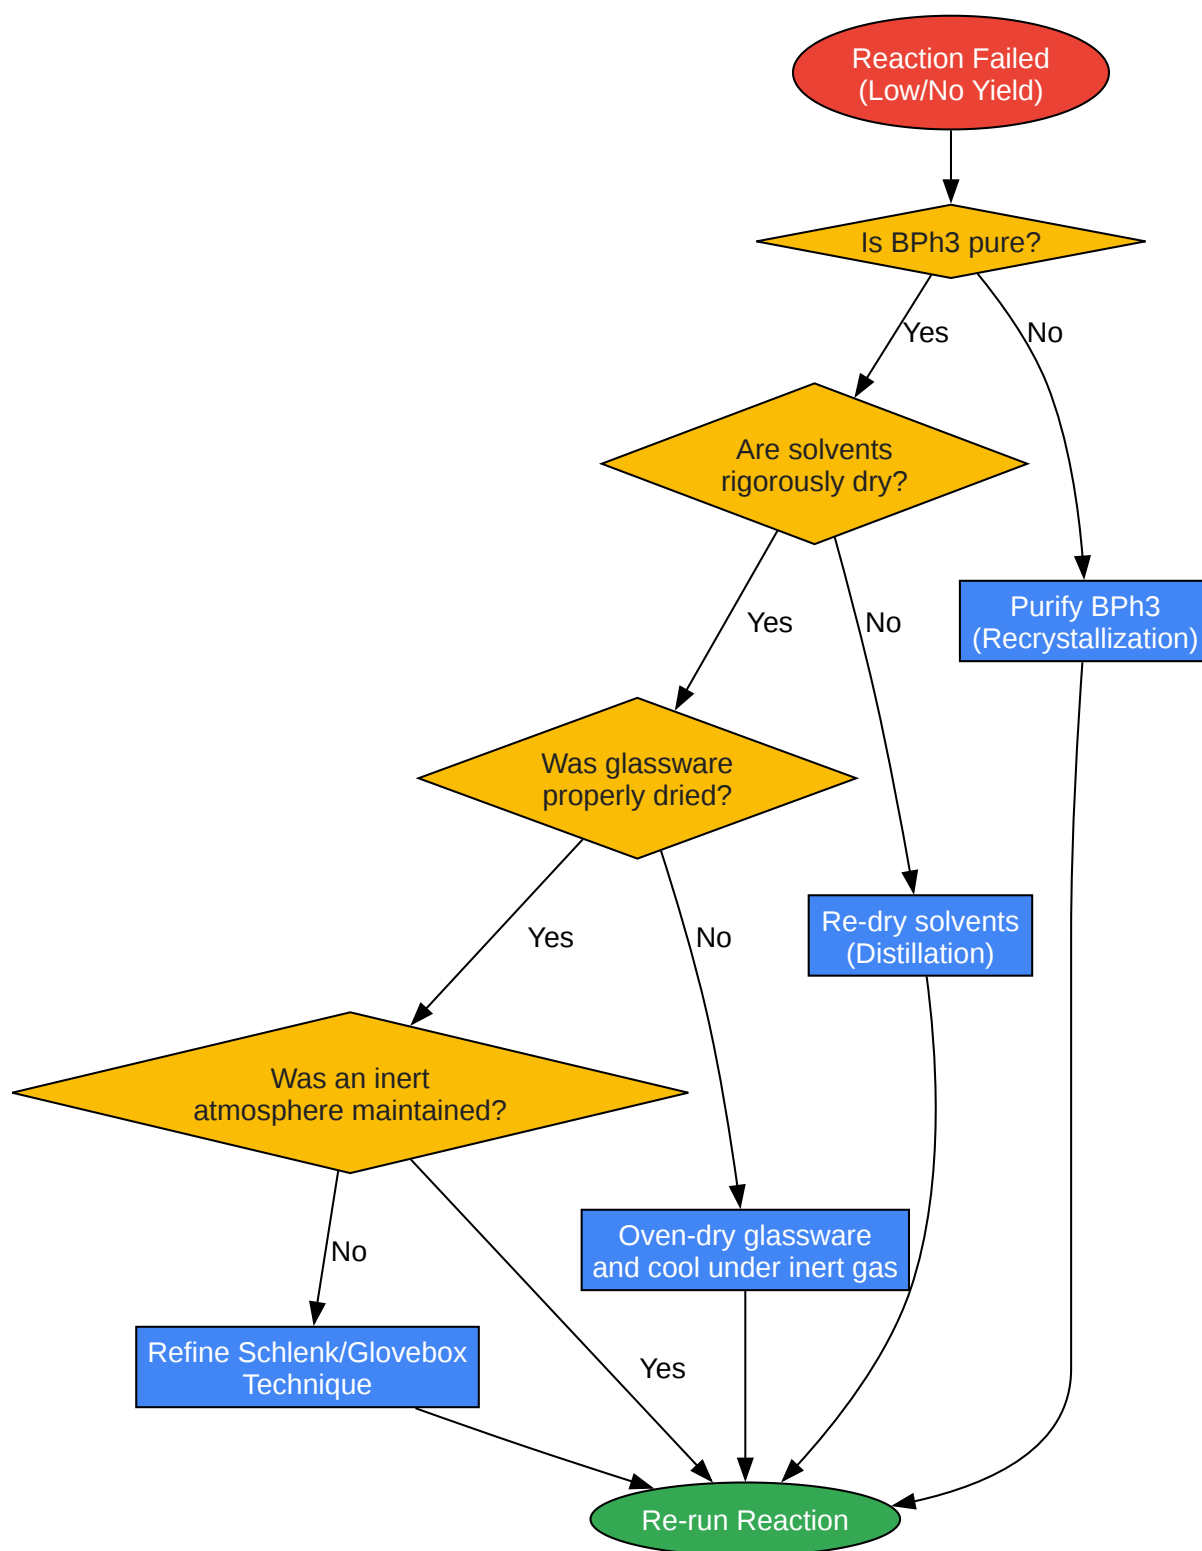 Reaction Failed
(Low/No Yield)
Is BPh3 pure?
Yes
No
Are solvents
rigorously dry?
Purify BPh3
(Recrystallization)
Yes
No
Was glassware
properly dried?
Re-dry solvents
(Distillation)
Yes
No
Was an inert
atmosphere maintained?
Oven-dry glassware
and cool under inert gas
No
Refine Schlenk/Glovebox
Technique
Yes
Re-run Reaction